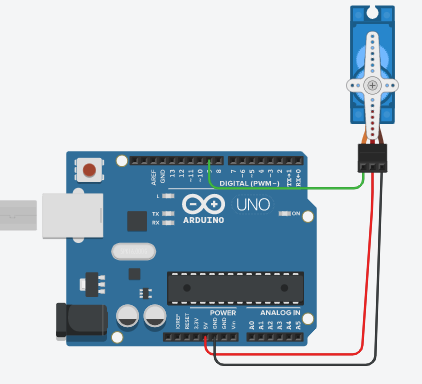 AREF
GND
13
12
~11
~10
~9
8
7
~6
~5
4
~3
2
TX→1
RX←0
DIGITAL (PWM~)
L
TX
RX
ARDUINO
UNO
ON
IOREF
RESET
3.3V
5V
GND
GND
Vin
POWER
ANALOG IN
A0
A1
A2
A3
A4
A5